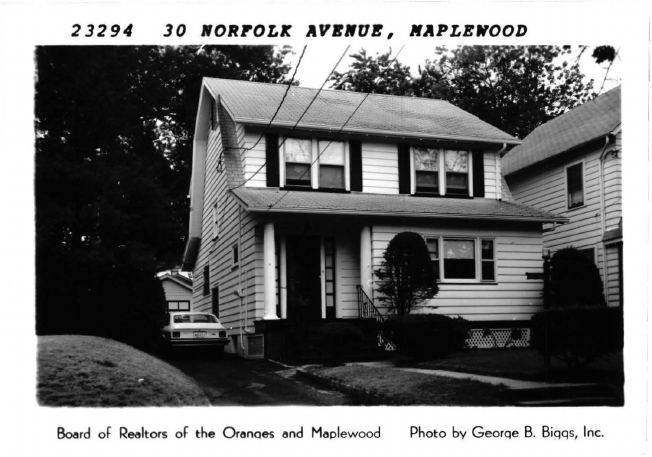 23294 30 NORFOLK AVENUE, MAPLEWOOD
Board of Realtors of the Oranges and Maplewood Photo by George B. Biggs, Inc.